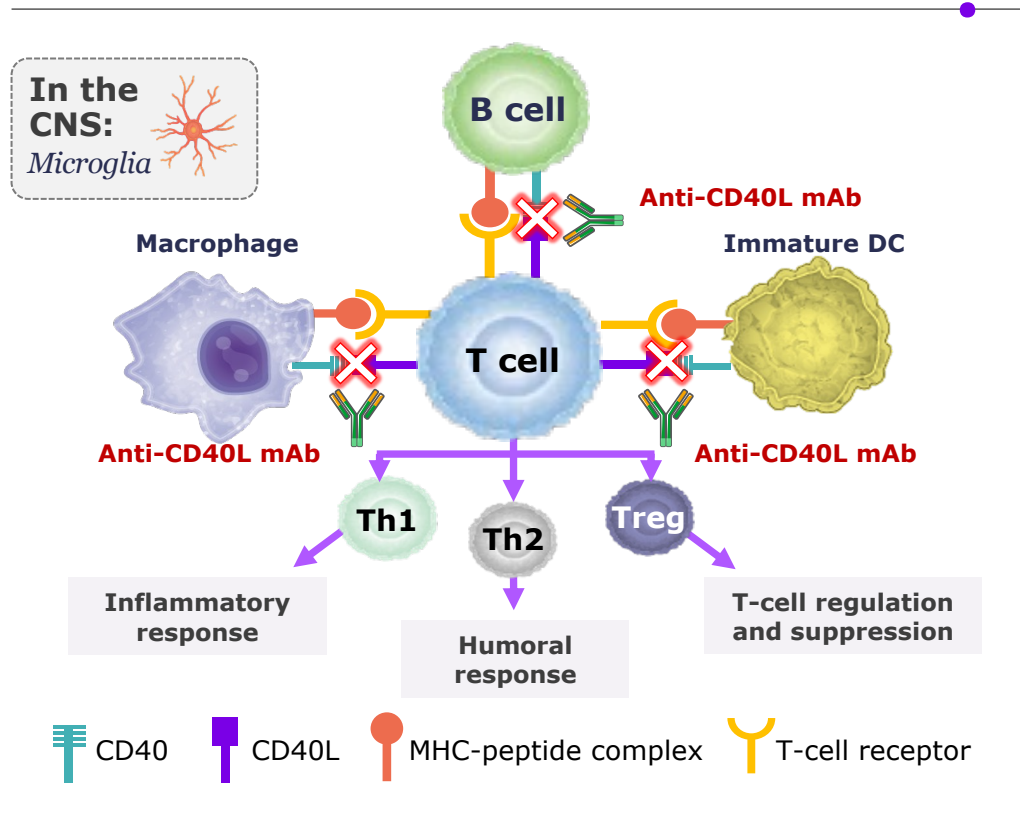 In the
CNS:
Microglia
B cell
Anti-CD40L mAb
Macrophage
Immature DC
T cell
Anti-CD40L mAb
Anti-CD40L mAb
Th1
Th2
Treg
Inflammatory
response
Humoral
response
T-cell regulation
and suppression
CD40
CD40L
MHC-peptide complex
T-cell receptor